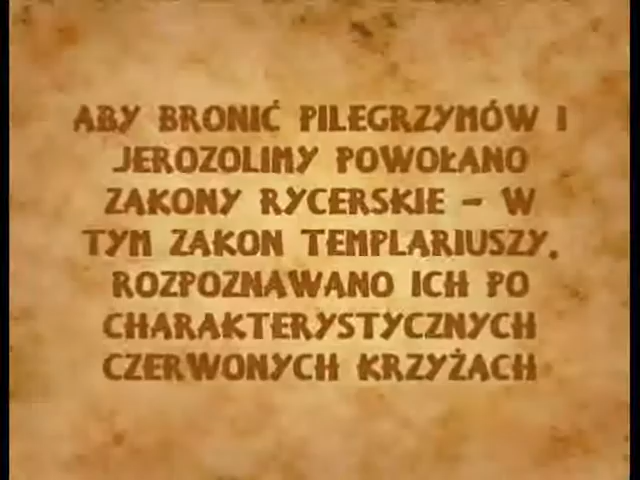 ABY BRONIĆ PILEGRZYMÓW I
JEROZOLIMY POWOŁANO
ZAKONY RYCERSKIE – W
TYM ZAKON TEMPLARIUSZY.
ROZPOZNAWANO ICH PO
CHARAKTERYSTYCZNYCH
CZERWONYCH KRZYŻACH